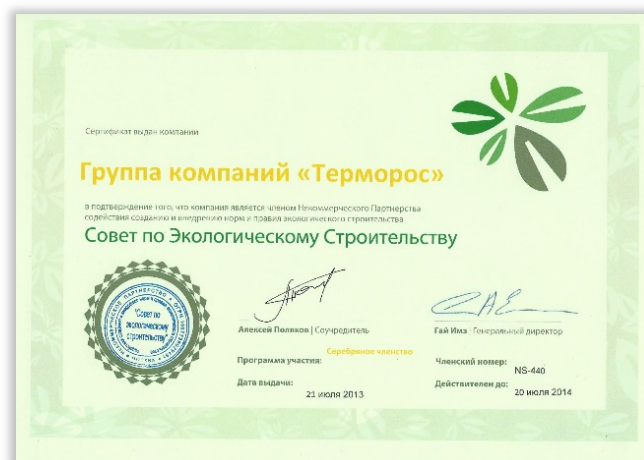 Сертификат выдан компании
Группа компаний «Терморос»
в подтверждение того, что компания является членом Некоммерческого Партнерства
содействия созданию и внедрению норм и правил экологического строительства
Совет по Экологическому Строительству
"Совет по
экологическому
строительству"
Алексей Поляков | Соучредитель
Гай Имз | Генеральный директор
Программа участия: Серебряное членство
Членский номер: NS-440
Дата выдачи: 21 июля 2013
Действителен до: 20 июля 2014